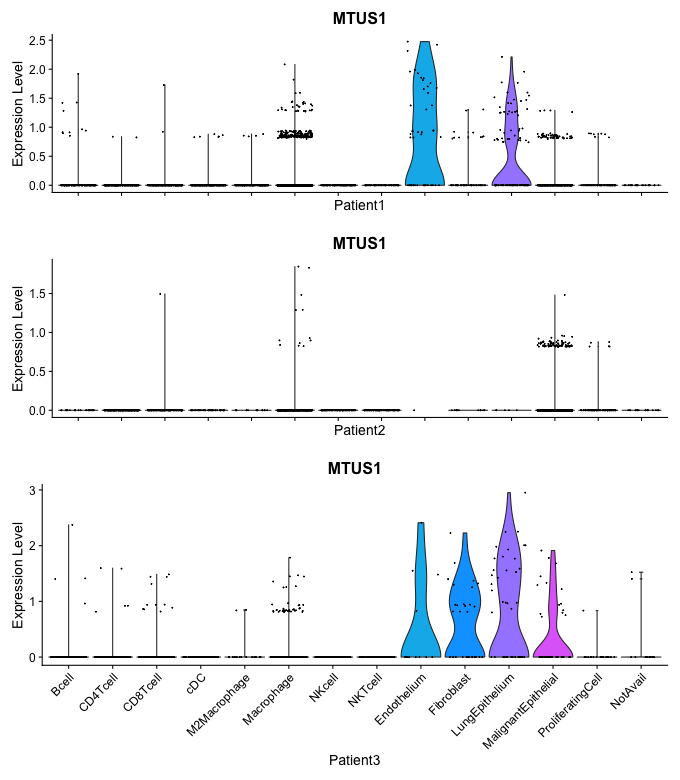 MTUS1
Expression Level
2.5
2.0
1.5
1.0
0.5
0.0
Patient1
MTUS1
Expression Level
1.5
1.0
0.5
0.0
Patient2
MTUS1
Expression Level
3
2
1
0
Bcell
CD4Tcell
CD8Tcell
cDC
M2Macrophage
Macrophage
NKcell
NKTcell
Endothelium
Fibroblast
LungEpithelium
MalignantEpithelial
ProliferatingCell
NotAvail
Patient3